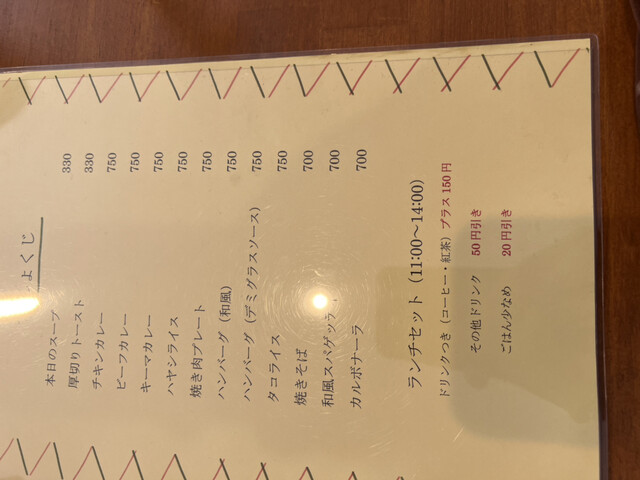 ょくじ
本日のスープ 330
厚切りトースト 330
チキンカレー 750
ビーフカレー 750
キーマカレー 750
ハヤシライス 750
焼き肉プレート 750
ハンバーグ（和風） 750
ハンバーグ（デミグラスソース） 750
タコライス 750
焼きそば 700
和風スパゲッティ 700
カルボナーラ 700
ランチセット（11:00～14:00）
ドリンクつき（コーヒー・紅茶）プラス150円
その他ドリンク 50円引き
ごはん少なめ 20円引き